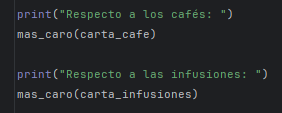 print("Respecto a los cafés: ")
mas_caro(carta_cafe)
print("Respecto a las infusiones: ")
mas_caro(carta_infusiones)